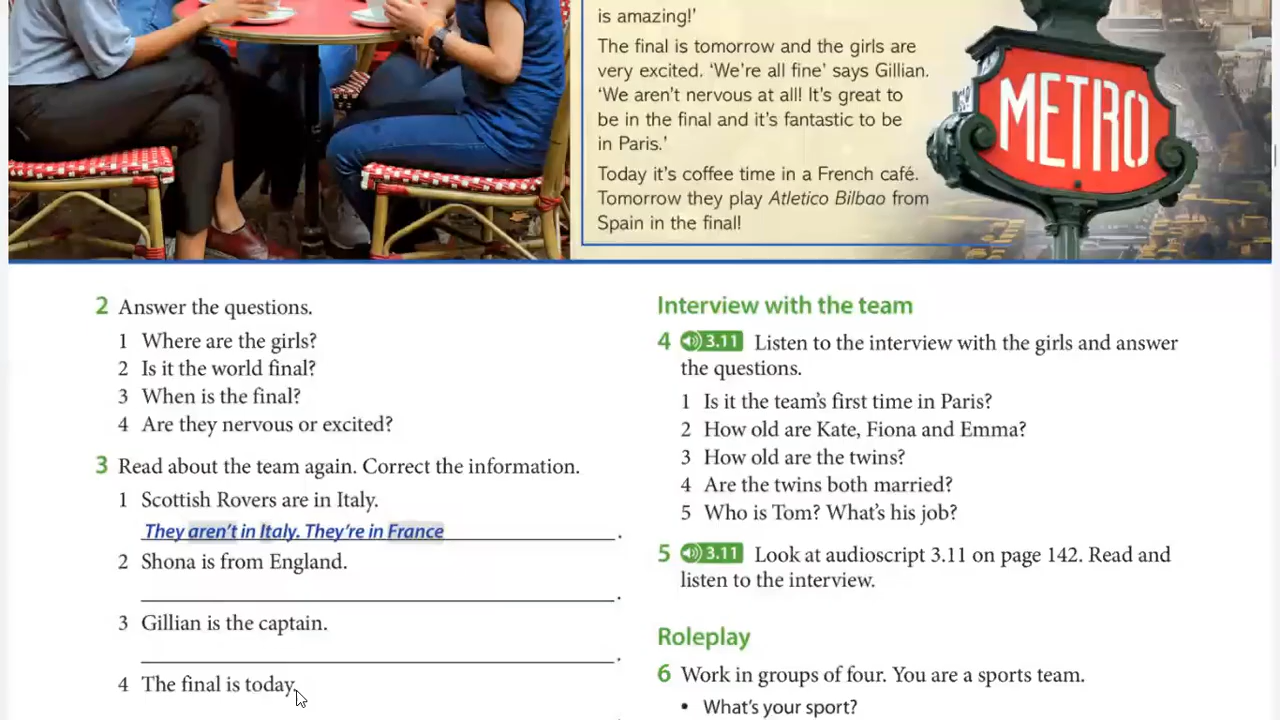 is amazing!'
The final is tomorrow and the girls are
very excited. 'We're all fine' says Gillian.
'We aren't nervous at all! It's great to
be in the final and it's fantastic to be
in Paris.'
Today it's coffee time in a French café.
Tomorrow they play Atletico Bilbao from
Spain in the final!
METRO
2 Answer the questions.
1 Where are the girls?
2 Is it the world final?
3 When is the final?
4 Are they nervous or excited?
3 Read about the team again. Correct the information.
1 Scottish Rovers are in Italy.
They aren't in Italy. They're in France.
2 Shona is from England.
3 Gillian is the captain.
4 The final is today.
Interview with the team
4 3.11 Listen to the interview with the girls and answer
the questions.
1 Is it the team's first time in Paris?
2 How old are Kate, Fiona and Emma?
3 How old are the twins?
4 Are the twins both married?
5 Who is Tom? What's his job?
5 3.11 Look at audioscript 3.11 on page 142. Read and
listen to the interview.
Roleplay
6 Work in groups of four. You are a sports team.
• What's your sport?